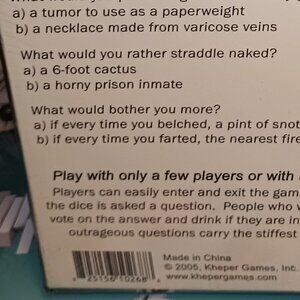 a) a tumor to use as a paperweight
b) a necklace made from varicose veins
What would you rather straddle naked?
a) a 6-foot cactus
b) a horny prison inmate
What would bother you more?
a) if every time you belched, a pint of snot
b) if every time you farted, the nearest fire
Play with only a few players or with
Players can easily enter and exit the gam
the dice is asked a question. People who
vote on the answer and drink if they are in
outrageous questions carry the stiffest
Made in China
© 2005, Kheper Games, Inc.
www.khepergames.com
25156 10268